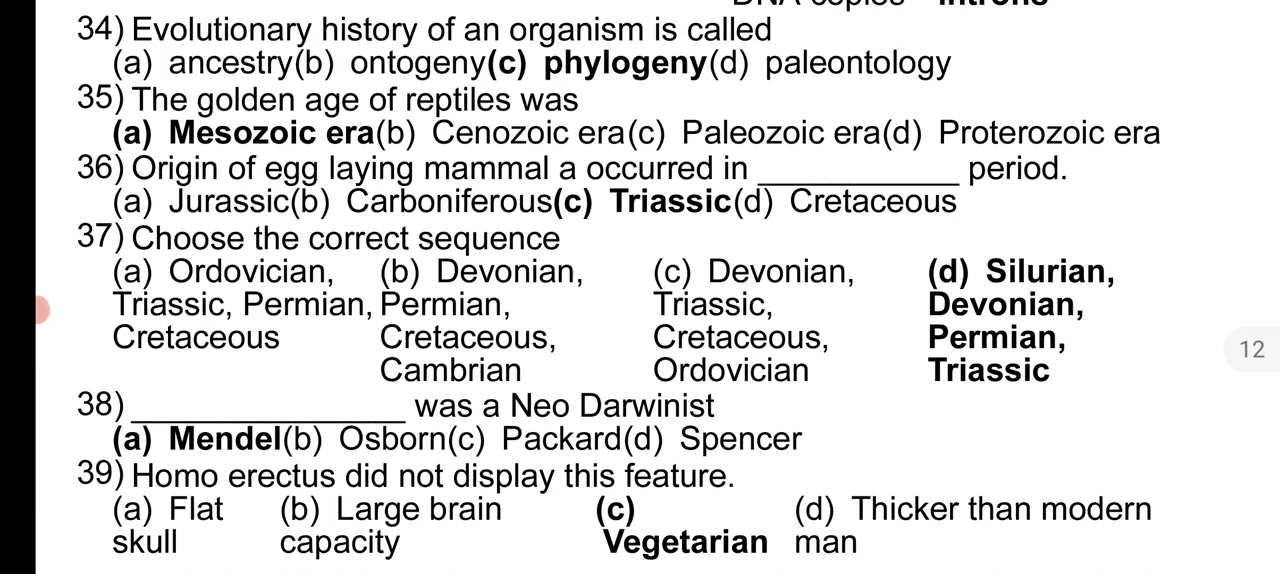 DNA copies introns
34) Evolutionary history of an organism is called
(a) ancestry(b) ontogeny(c) phylogeny(d) paleontology
35) The golden age of reptiles was
(a) Mesozoic era(b) Cenozoic era(c) Paleozoic era(d) Proterozoic era
36) Origin of egg laying mammal a occurred in ___________ period.
(a) Jurassic(b) Carboniferous(c) Triassic(d) Cretaceous
37) Choose the correct sequence
(a) Ordovician, (b) Devonian, (c) Devonian, (d) Silurian,
Triassic, Permian, Permian, Triassic, Devonian,
Cretaceous Cretaceous, Cretaceous, Permian,
Cambrian Ordovician Triassic
12
38) _______________ was a Neo Darwinist
(a) Mendel(b) Osborn(c) Packard(d) Spencer
39) Homo erectus did not display this feature.
(a) Flat (b) Large brain (c) (d) Thicker than modern
skull capacity Vegetarian man